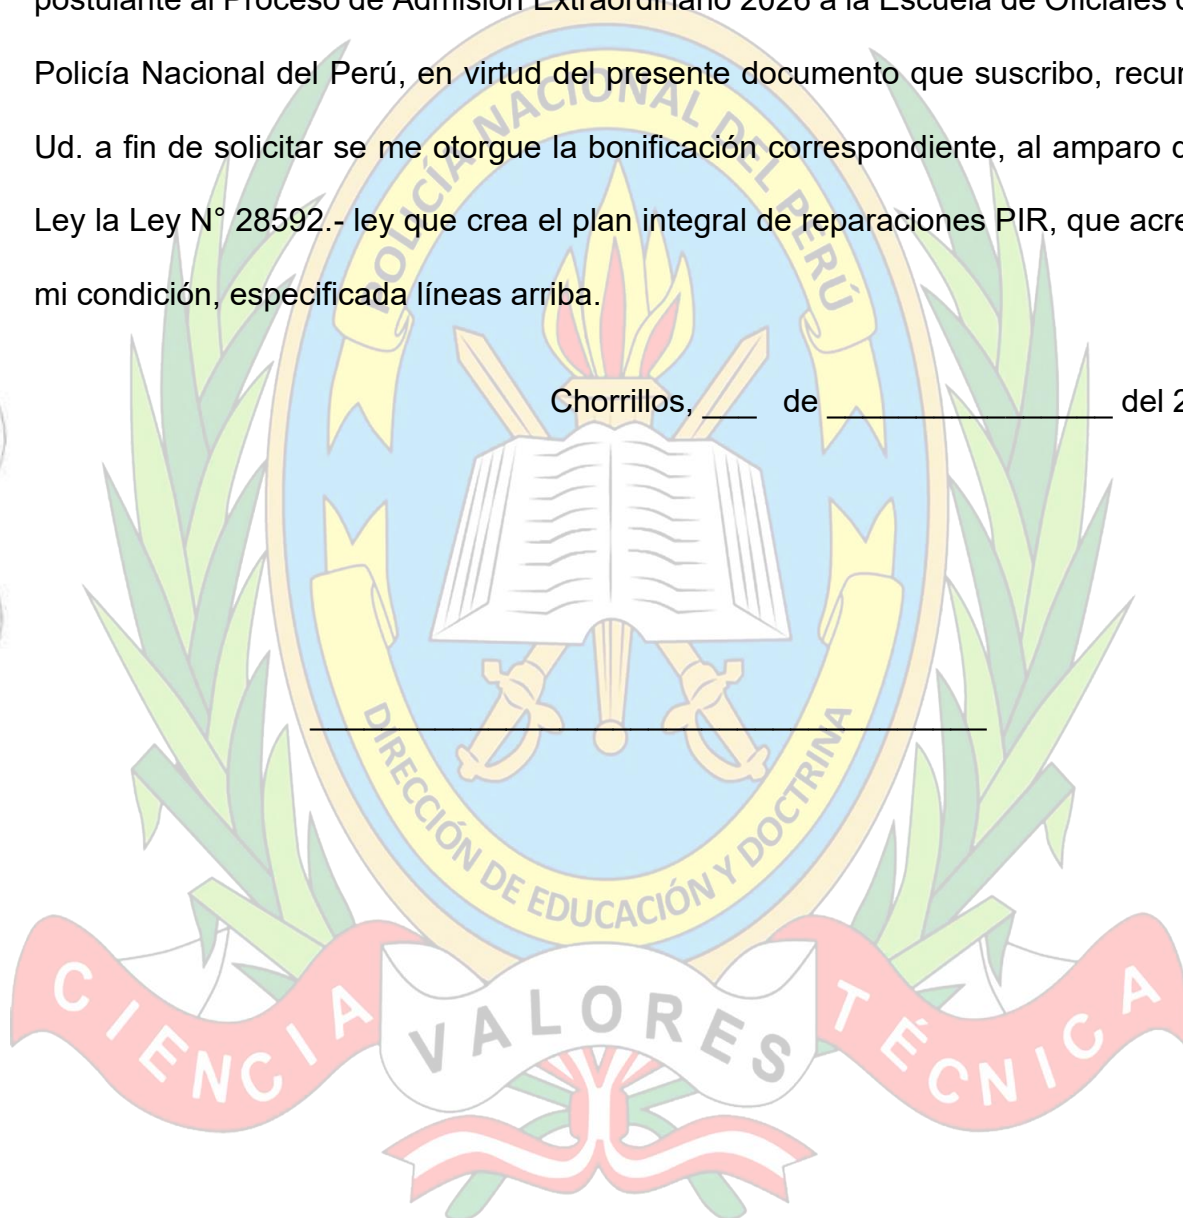 postulante al Proceso de Admisión Extraordinario 2026 a la Escuela de Oficiales
Policía Nacional del Perú, en virtud del presente documento que suscribo, recur
Ud. a fin de solicitar se me otorgue la bonificación correspondiente, al amparo
Ley la Ley N° 28592.- ley que crea el plan integral de reparaciones PIR, que acre
mi condición, especificada líneas arriba.
Chorrillos, ___ de ________________ del 2
POLICÍA NACIONAL DEL PERÚ
DIRECCIÓN DE EDUCACIÓN Y DOCTRINA
CIENCIA VALORES TÉCNICA